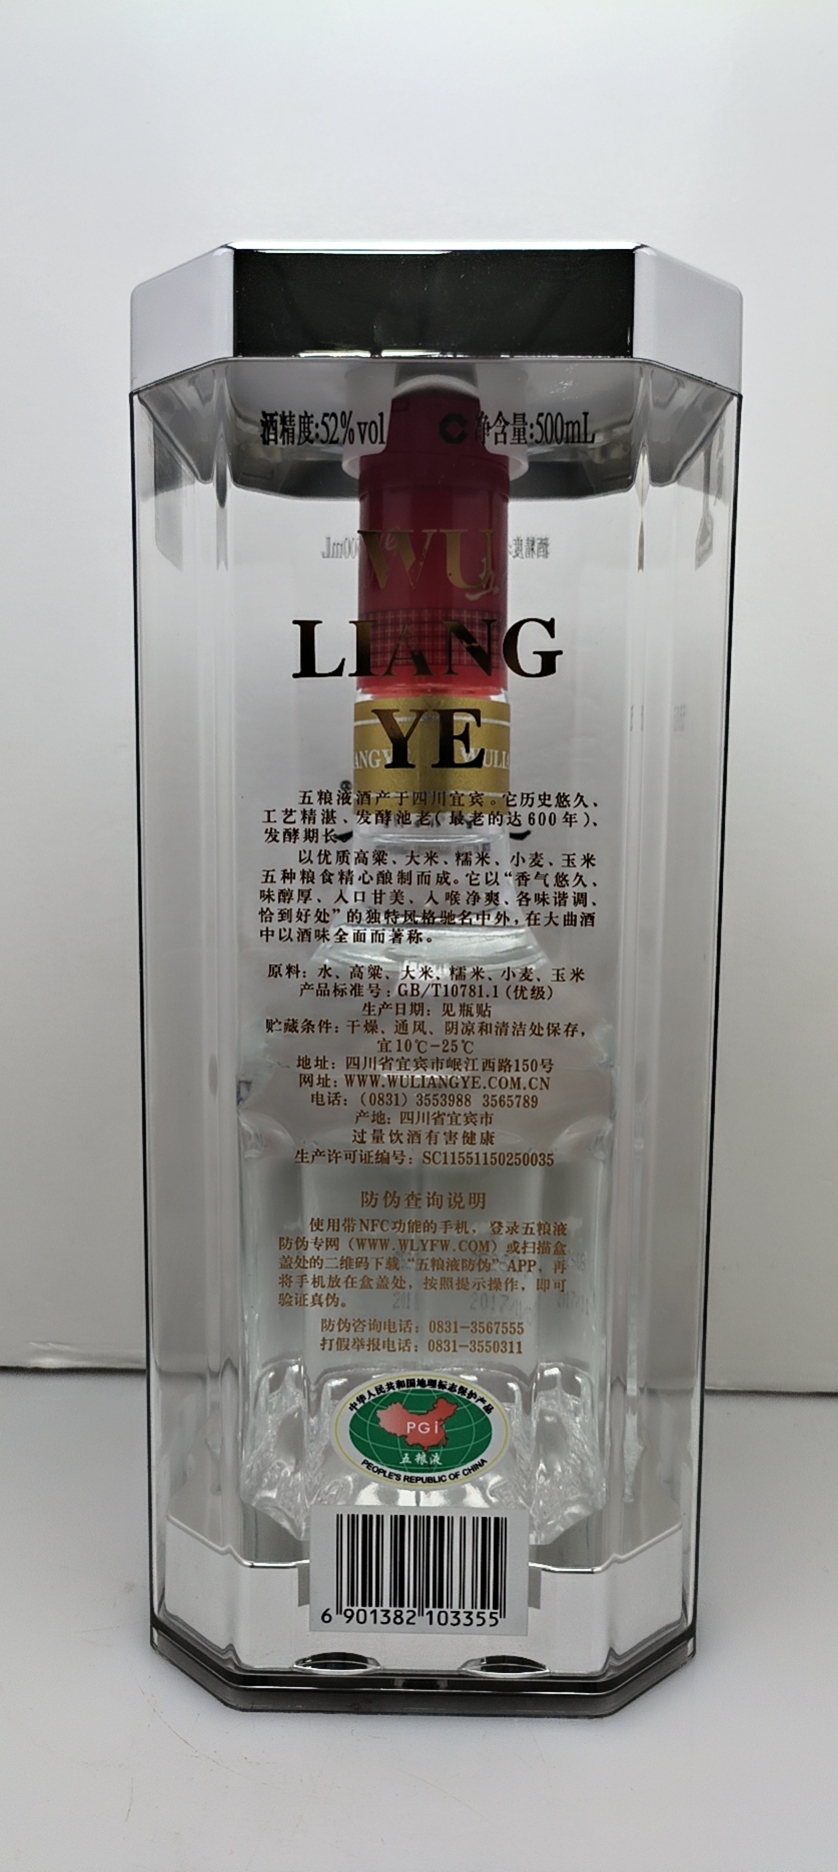 酒精度:52%vol 净含量:500mL
WU
LIANG
YE
五粮液酒产于四川宜宾。它历史悠久、
工艺精湛、发酵池老(最老的达600年)、
发酵期长。
以优质高粱、大米、糯米、小麦、玉米
五种粮食精心酿制而成。它以“香气悠久、
味醇厚、入口甘美、入喉净爽、各味谐调、
恰到好处”的独特风格驰名中外,在大曲酒
中以酒味全面而著称。
原料:水、高粱、大米、糯米、小麦、玉米
产品标准号:GB/T10781.1(优级)
生产日期:见瓶贴
贮藏条件:干燥、通风、阴凉和清洁处保存,
宜10℃-25℃
地址:四川省宜宾市岷江西路150号
网址:WWW.WULIANGYE.COM.CN
电话:(0831)3553988 3565789
产地:四川省宜宾市
过量饮酒有害健康
生产许可证编号:SC11551150250035
防伪查询说明
使用带NFC功能的手机,登录五粮液
防伪专网(WWW.WLYFW.COM)或扫描盒
盖处的二维码下载“五粮液防伪”APP,再
将手机放在盒盖处,按照提示操作,即可
验证真伪。
防伪咨询电话:0831-3567555
打假举报电话:0831-3550311
中华人民共和国地理标志保护产品
PGI
五粮液
PEOPLE'S REPUBLIC OF CHINA
6 901382 103355